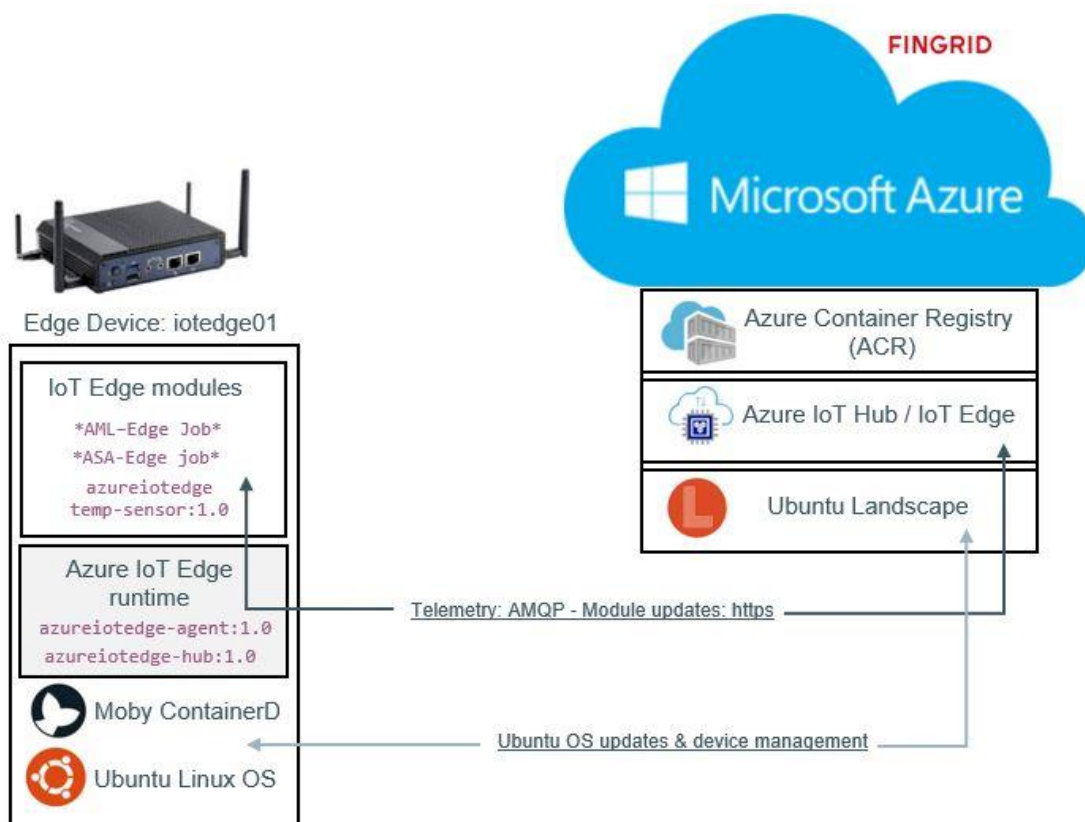 FINGRID
Microsoft Azure
Edge Device: iotedge01
IoT Edge modules
*AML-Edge Job*
*ASA-Edge job*
azureiotedge
temp-sensor:1.0
Azure IoT Edge
runtime
azureiotedge-agent:1.0
azureiotedge-hub:1.0
Moby ContainerD
Ubuntu Linux OS
Azure Container Registry
(ACR)
Azure IoT Hub / IoT Edge
L
Ubuntu Landscape
Telemetry: AMQP - Module updates: https
Ubuntu OS updates & device management